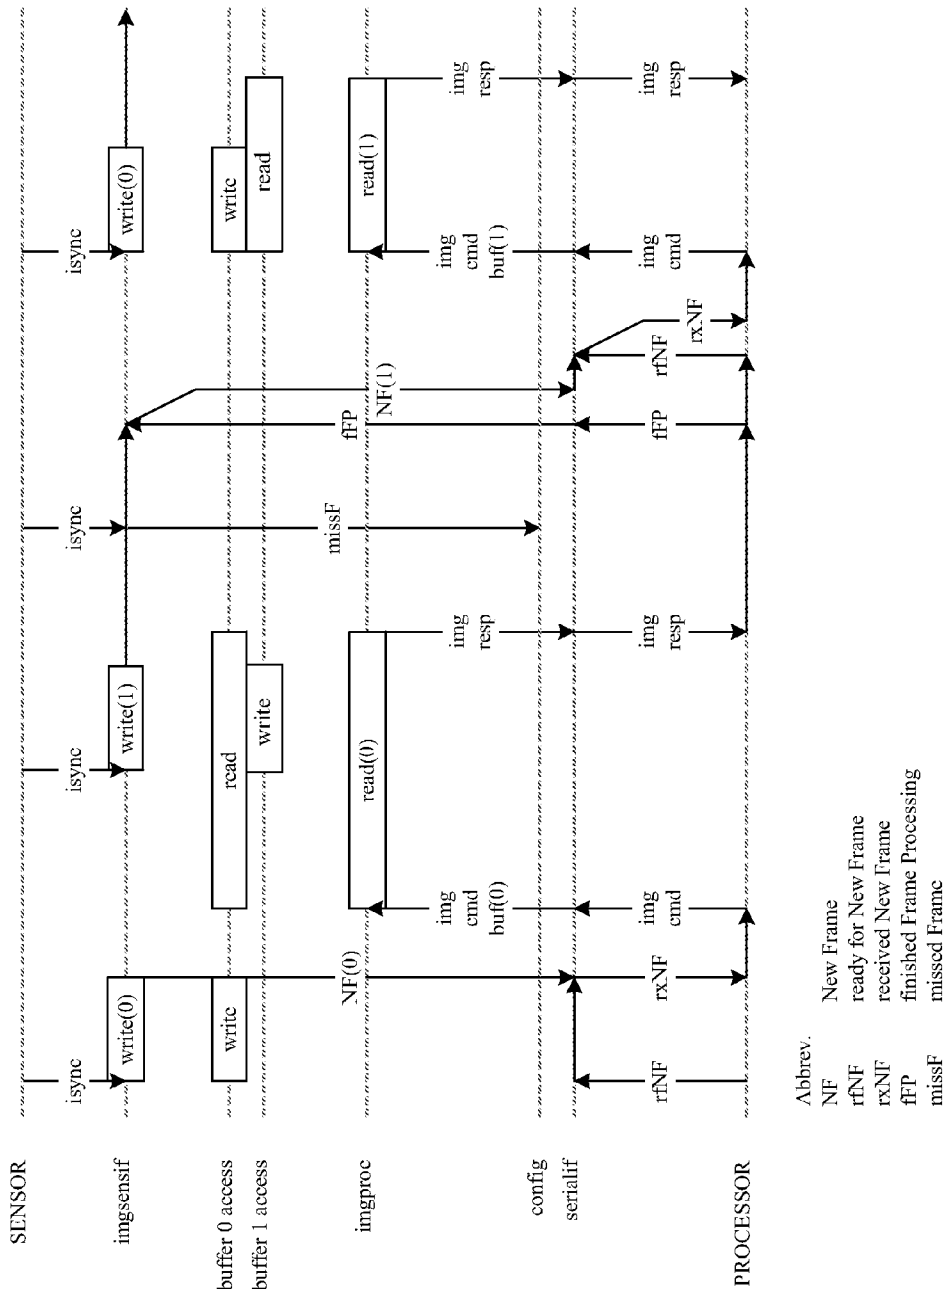 SENSOR
isync
isync
isync
isync
imgsensif
write(0)
write(1)
write(0)
buffer 0 access
write
read
write
buffer 1 access
write
read
imgproc
NF(0)
read(0)
missF
fFP
NF(1)
read(1)
img
cmd
buf(0)
img
resp
img
cmd
buf(1)
img
resp
config
serialif
rfNF
rxNF
img
cmd
img
resp
fFP
rfNF
rxNF
img
cmd
img
resp
PROCESSOR
Abbrev.
NF New Frame
rfNF ready for New Frame
rxNF received New Frame
fFP finished Frame Processing
missF missed Frame